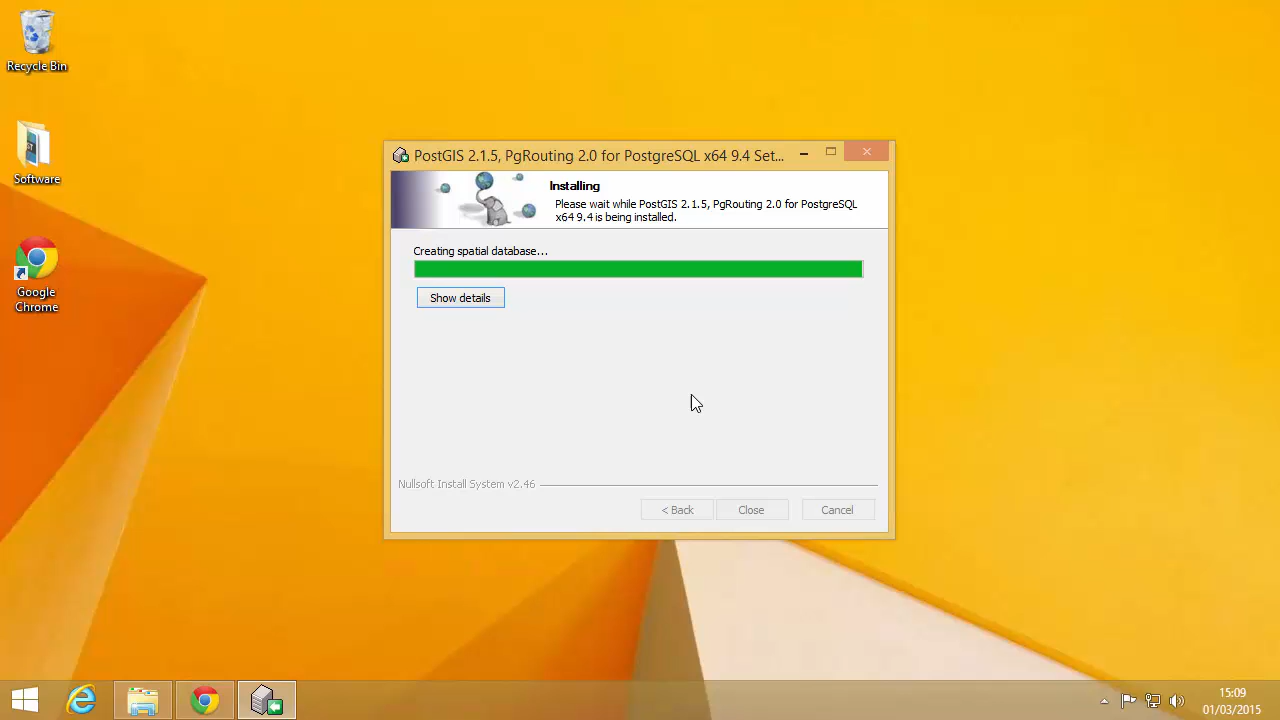 Recycle Bin
Software
Google
Chrome
PostGIS 2.1.5, PgRouting 2.0 for PostgreSQL x64 9.4 Set...
Installing
Please wait while PostGIS 2.1.5, PgRouting 2.0 for PostgreSQL
x64 9.4 is being installed.
Creating spatial database...
Show details
Nullsoft Install System v2.46
< Back
Close
Cancel
15:09
01/03/2015